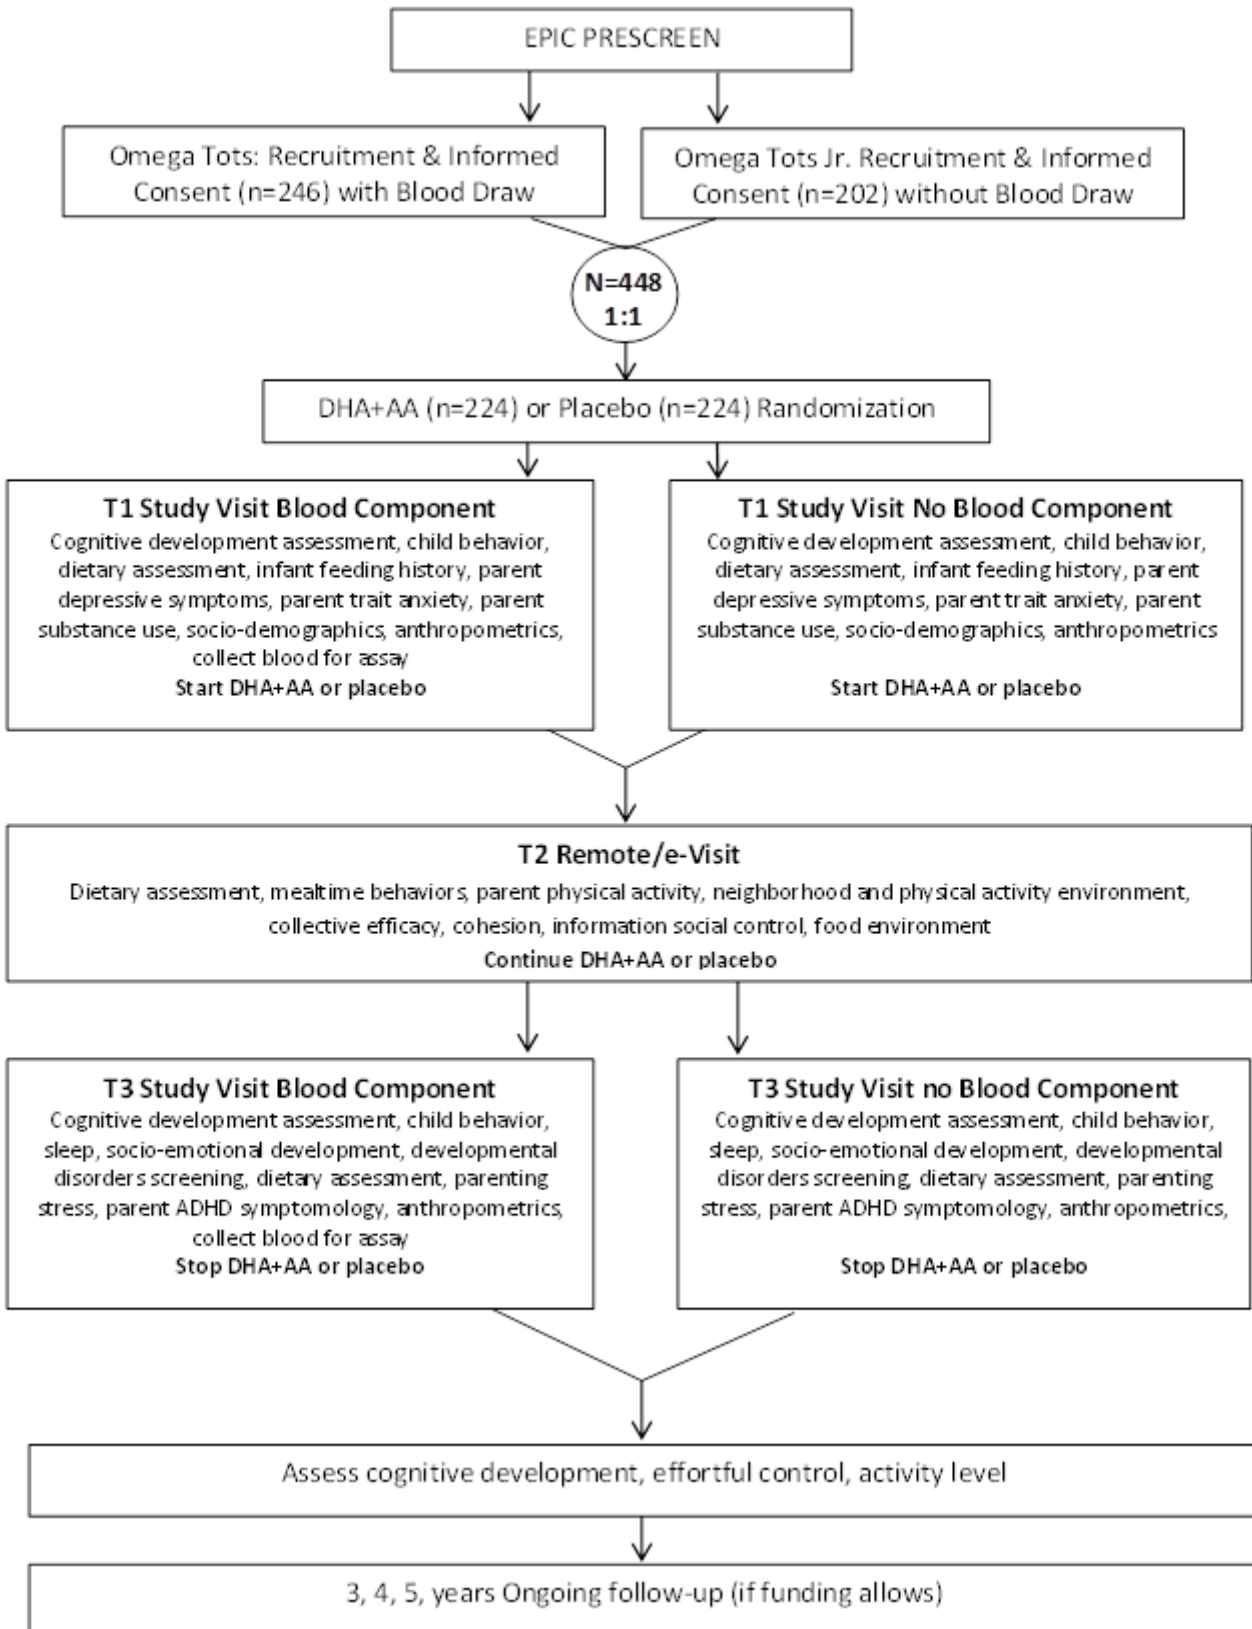 EPIC PRESCREEN
Omega Tots: Recruitment & Informed
Consent (n=246) with Blood Draw
Omega Tots Jr. Recruitment & Informed
Consent (n=202) without Blood Draw
N=448
1:1
DHA+AA (n=224) or Placebo (n=224) Randomization
T1 Study Visit Blood Component
Cognitive development assessment, child behavior,
dietary assessment, infant feeding history, parent
depressive symptoms, parent trait anxiety, parent
substance use, socio-demographics, anthropometrics,
collect blood for assay
Start DHA+AA or placebo
T1 Study Visit No Blood Component
Cognitive development assessment, child behavior,
dietary assessment, infant feeding history, parent
depressive symptoms, parent trait anxiety, parent
substance use, socio-demographics, anthropometrics
Start DHA+AA or placebo
T2 Remote/e-Visit
Dietary assessment, mealtime behaviors, parent physical activity, neighborhood and physical activity environment,
collective efficacy, cohesion, information social control, food environment
Continue DHA+AA or placebo
T3 Study Visit Blood Component
Cognitive development assessment, child behavior,
sleep, socio-emotional development, developmental
disorders screening, dietary assessment, parenting
stress, parent ADHD symptomology, anthropometrics,
collect blood for assay
Stop DHA+AA or placebo
T3 Study Visit no Blood Component
Cognitive development assessment, child behavior,
sleep, socio-emotional development, developmental
disorders screening, dietary assessment, parenting
stress, parent ADHD symptomology, anthropometrics,
Stop DHA+AA or placebo
Assess cognitive development, effortful control, activity level
3, 4, 5, years Ongoing follow-up (if funding allows)